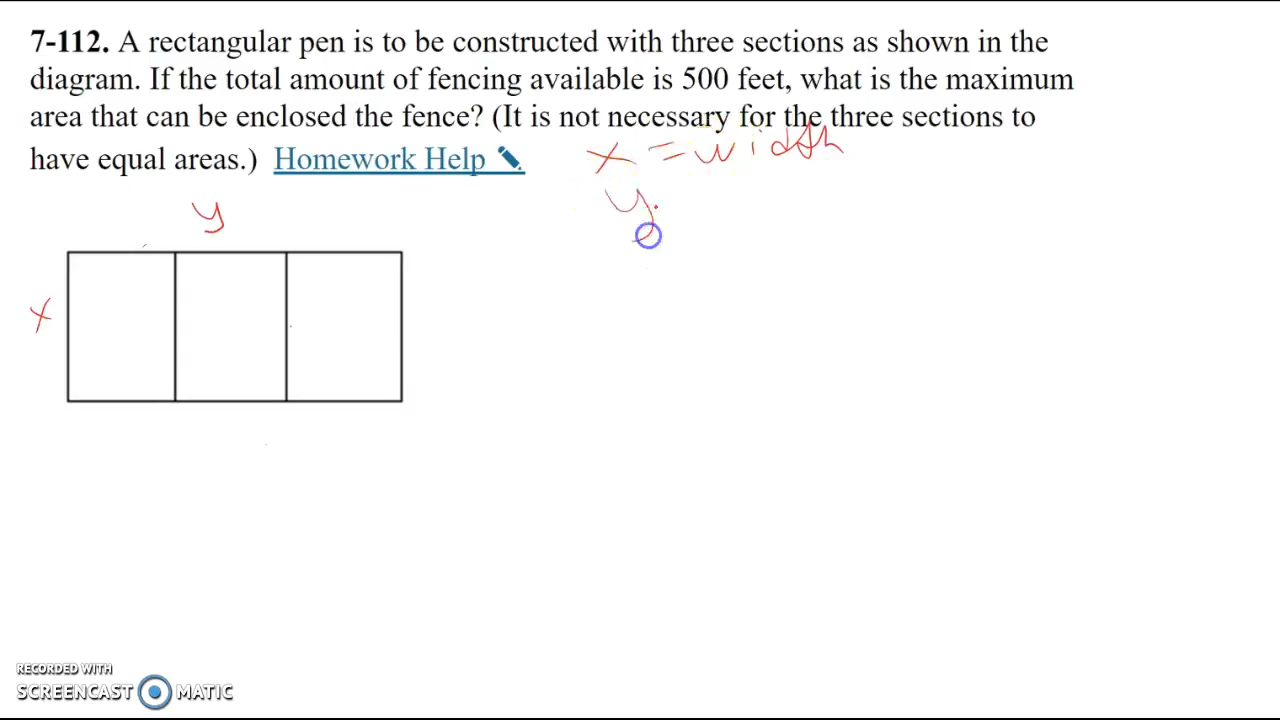 7-112. A rectangular pen is to be constructed with three sections as shown in the
diagram. If the total amount of fencing available is 500 feet, what is the maximum
area that can be enclosed the fence? (It is not necessary for the three sections to
have equal areas.) Homework Help
x = width
y
y
x
RECORDED WITH
SCREENCAST MATIC